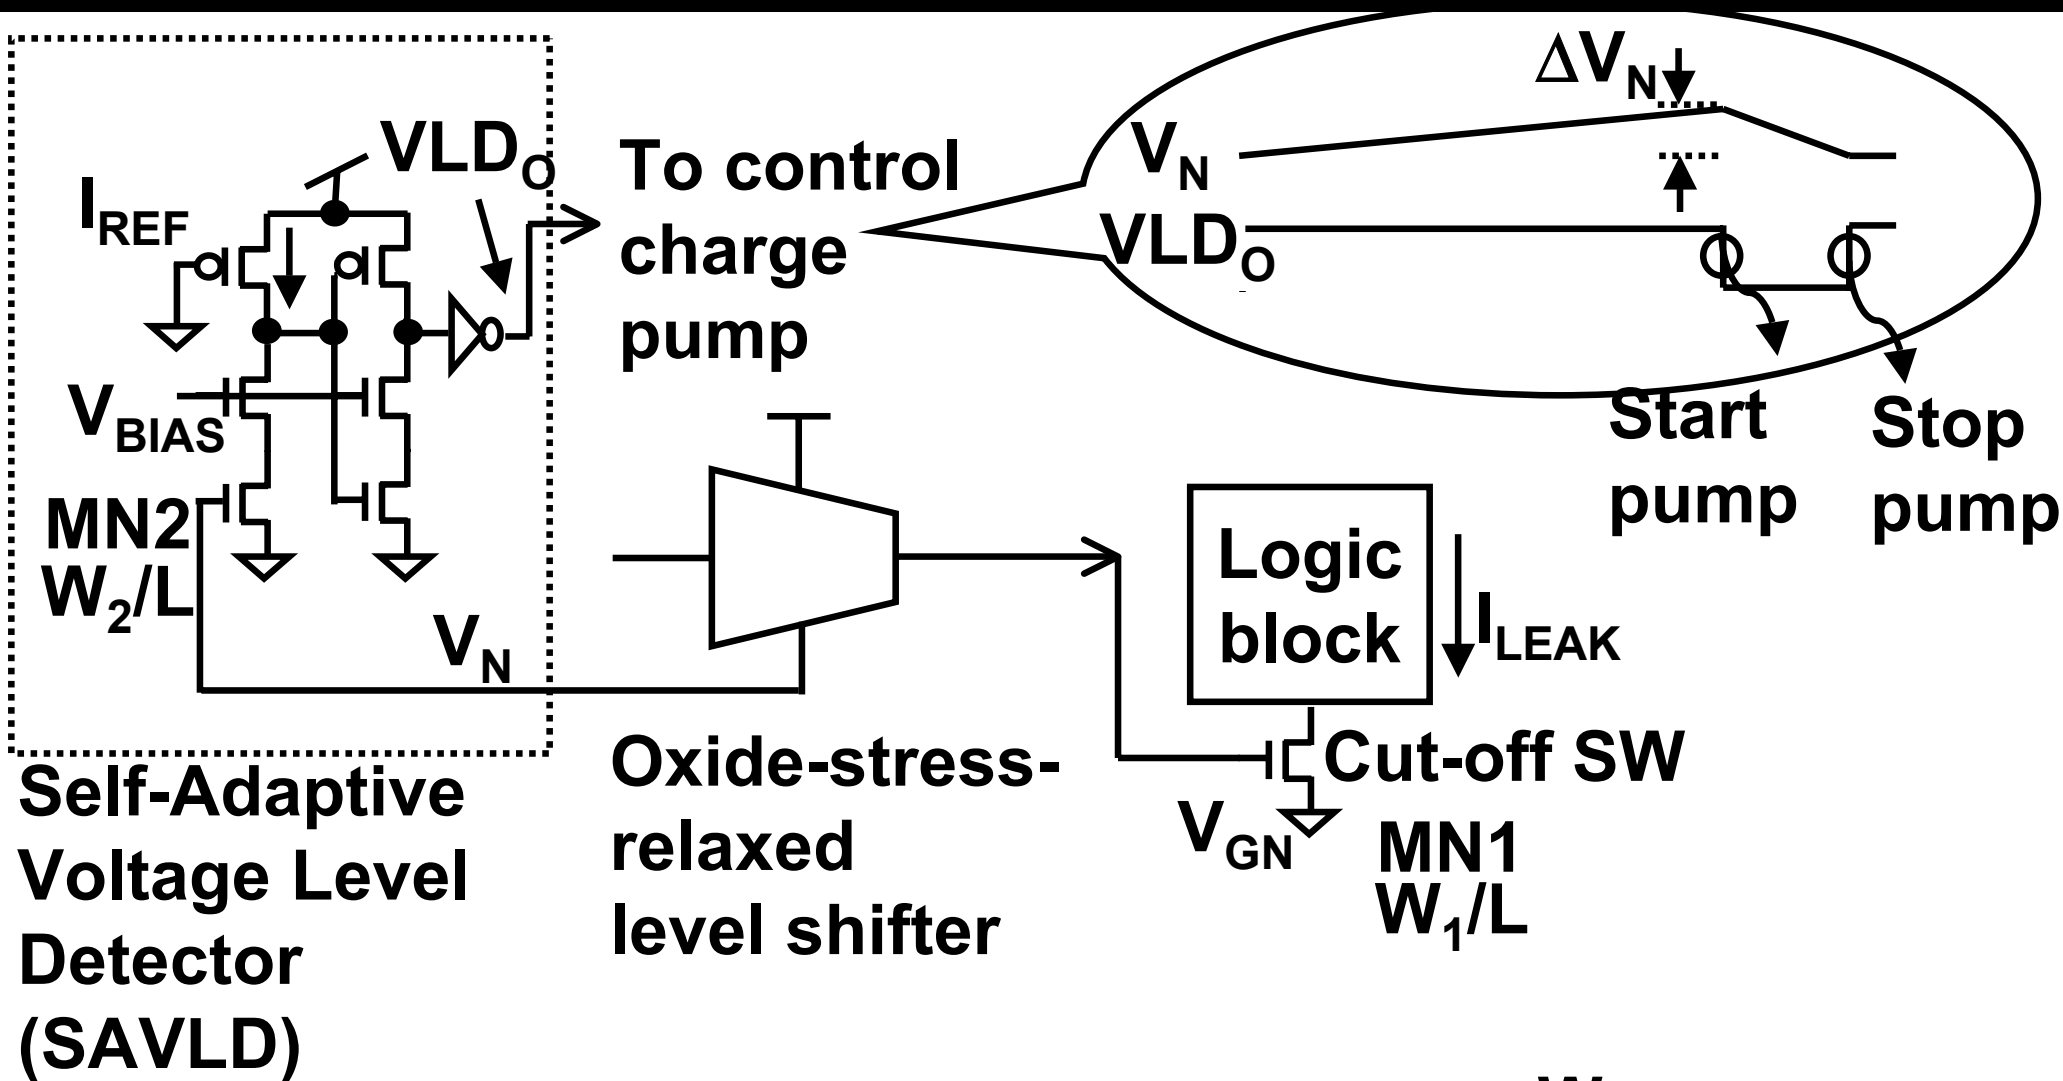 I_REF
VLD_O
To control
charge
pump
ΔV_N
V_N
VLD_O
Start
pump
Stop
pump
V_BIAS
MN2
W_2/L
V_N
Logic
block
I_LEAK
Cut-off SW
V_GN
MN1
W_1/L
Self-Adaptive
Voltage Level
Detector
(SAVLD)
Oxide-stress-
relaxed
level shifter